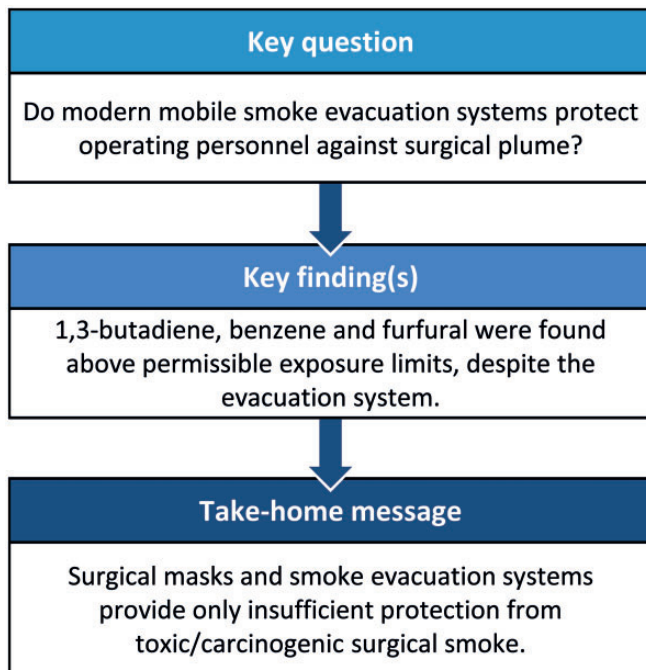 Key question
Do modern mobile smoke evacuation systems protect
operating personnel against surgical plume?
Key finding(s)
1,3-butadiene, benzene and furfural were found
above permissible exposure limits, despite the
evacuation system.
Take-home message
Surgical masks and smoke evacuation systems
provide only insufficient protection from
toxic/carcinogenic surgical smoke.